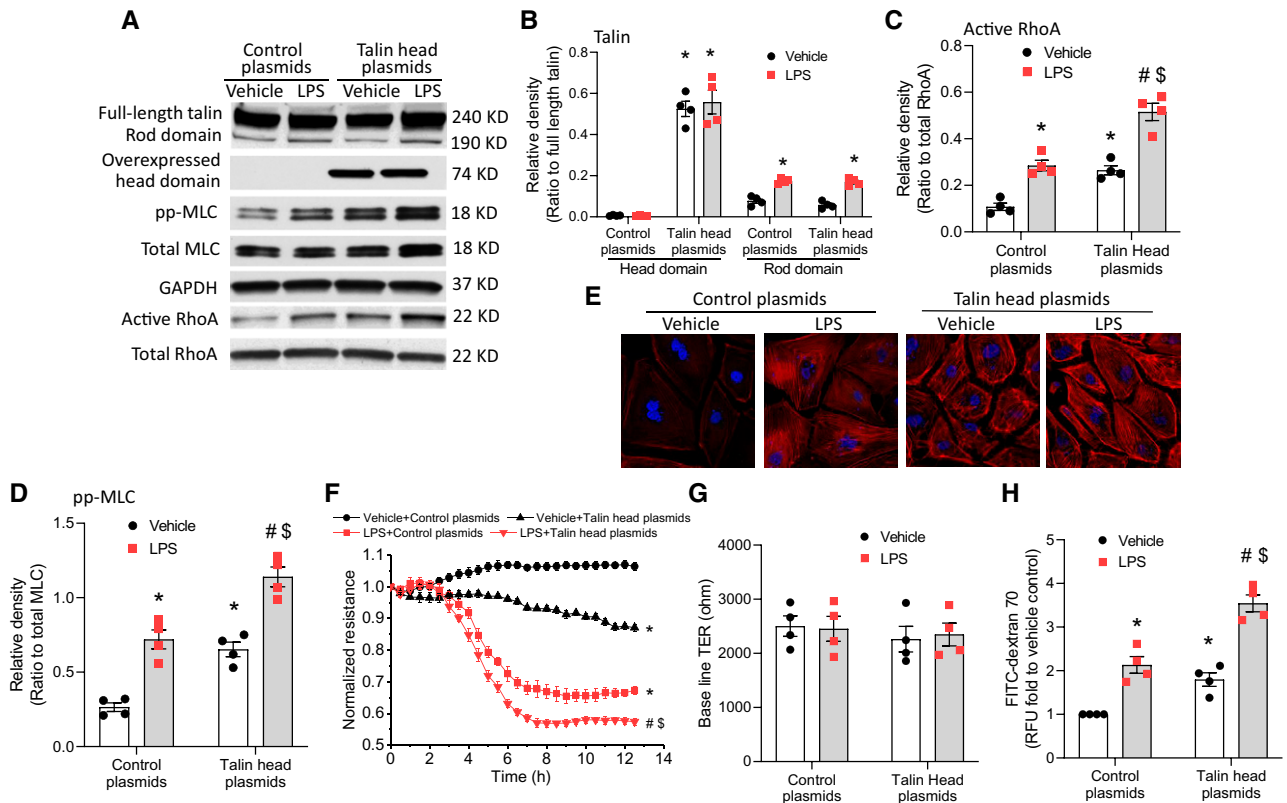 A
Control
plasmids
Talin head
plasmids
Vehicle LPS Vehicle LPS
Full-length talin 240 KD
Rod domain 190 KD
Overexpressed
head domain 74 KD
pp-MLC 18 KD
Total MLC 18 KD
GAPDH 37 KD
Active RhoA 22 KD
Total RhoA 22 KD
B
Talin
Vehicle
LPS
* * * *
Relative density
(Ratio to full length talin)
0.8
0.6
0.4
0.2
0.0
Control
plasmids
Talin head
plasmids
Control
plasmids
Talin head
plasmids
Head domain Rod domain
C
Active RhoA
Vehicle
LPS
* * # $
Relative density
(Ratio to total RhoA)
0.8
0.6
0.4
0.2
0.0
Control
plasmids
Talin Head
plasmids
E
Control plasmids Talin head plasmids
Vehicle LPS Vehicle LPS
D
pp-MLC
Vehicle
LPS
* * # $
Relative density
(Ratio to total MLC)
1.5
1.0
0.5
0.0
Control
plasmids
Talin head
plasmids
F
Vehicle+Control plasmids Vehicle+Talin head plasmids
LPS+Control plasmids LPS+Talin head plasmids
Normalized resistance
1.1
1.0
0.9
0.8
0.7
0.6
0.5
*
*
# $
0 2 4 6 8 10 12 14
Time (h)
G
Vehicle
LPS
Base line TER (ohm)
4000
3000
2000
1000
0
Control
plasmids
Talin Head
plasmids
H
Vehicle
LPS
* * # $
FITC-dextran 70
(RFU fold to vehicle control)
5
4
3
2
1
0
Control
plasmids
Talin head
plasmids